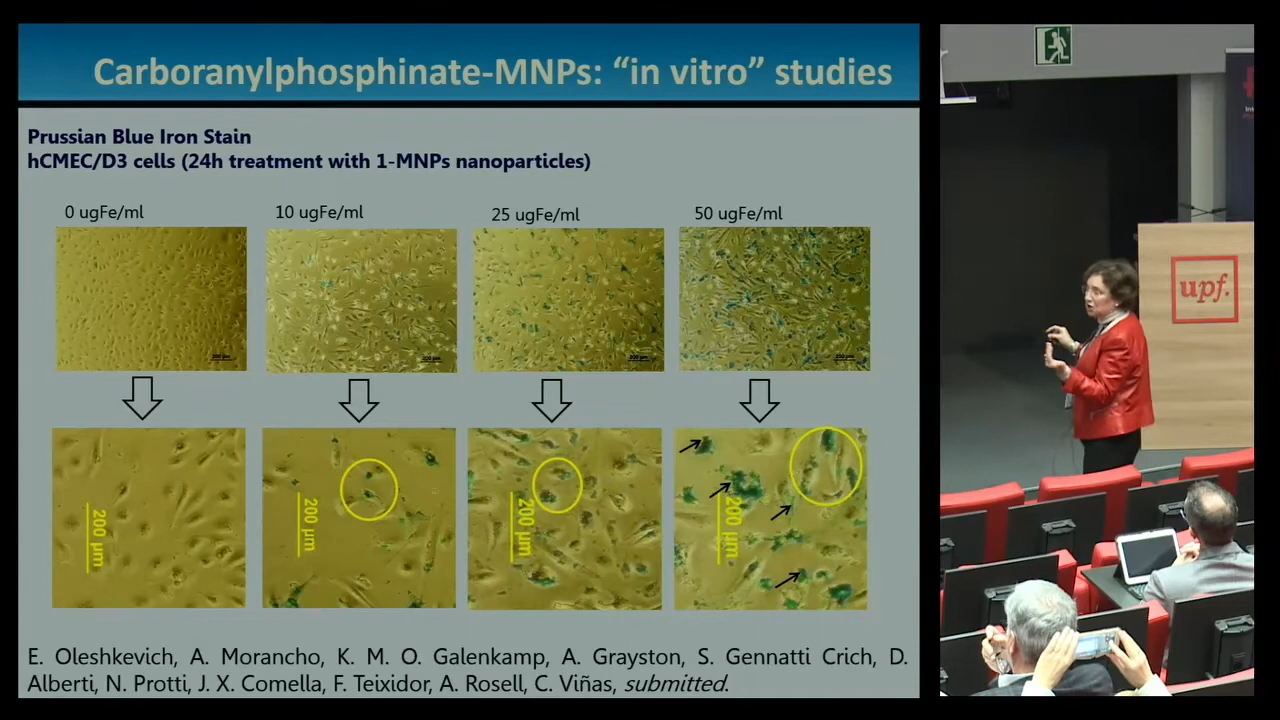 Carboranylphosphinate-MNPs: “in vitro” studies
Prussian Blue Iron Stain
hCMEC/D3 cells (24h treatment with 1-MNPs nanoparticles)
0 ugFe/ml
10 ugFe/ml
25 ugFe/ml
50 ugFe/ml
200 μm
200 μm
200 μm
200 μm
E. Oleshkevich, A. Morancho, K. M. O. Galenkamp, A. Grayston, S. Gennatti Crich, D.
Alberti, N. Protti, J. X. Comella, F. Teixidor, A. Rosell, C. Viñas, submitted.
upf.